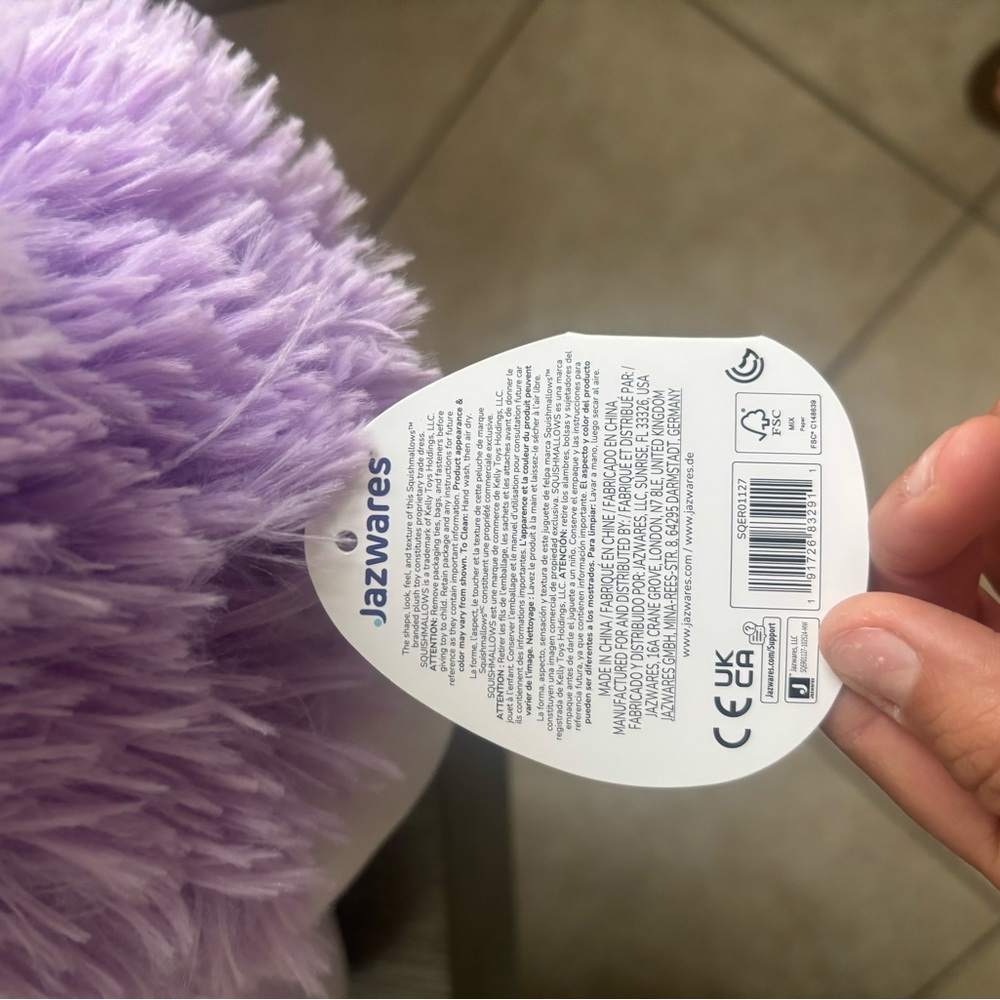 Jazwares
The shape, look, feel, and texture of this Squishmallows™
branded plush toy constitutes proprietary trade dress.
SQUISHMALLOWS is a trademark of Kelly Toys Holdings, LLC.
ATTENTION: Remove packaging ties, bags, and fasteners before
giving toy to child. Retain package and any instructions for future
reference as they contain important information. Product appearance &
color may vary from shown. To Clean: Hand wash, then air dry.
La forme, l'aspect, le toucher et la texture de cette peluche de marque
Squishmallowsᴹᶜ constituent une propriété commerciale exclusive.
SQUISHMALLOWS est une marque de commerce de Kelly Toys Holdings, LLC.
ATTENTION : Retirer les fils de l'emballage, les sachets et les attaches avant de donner le
jouet à l'enfant. Conserver l'emballage et le manuel d'utilisation pour consultation future car
ils contiennent des informations importantes. L'apparence et la couleur du produit peuvent
varier de l'image. Nettoyage : Lavez le produit à la main et laissez-le sécher à l'air libre.
La forma, aspecto, sensación y textura de este juguete de felpa marca Squishmallows™
constituyen una imagen comercial de propiedad exclusiva. SQUISHMALLOWS es una marca
registrada de Kelly Toys Holdings, LLC. ATENCIÓN: retire los alambres, bolsas y sujetadores del
empaque antes de darle el juguete a un niño. Conserve el empaque y las instrucciones para
referencia futura, ya que contienen información importante. El aspecto y color del producto
pueden ser diferentes a los mostrados. Para limpiar: Lavar a mano, luego secar al aire.
MADE IN CHINA / FABRIQUÉ EN CHINE / FABRICADO EN CHINA
MANUFACTURED FOR AND DISTRIBUTED BY: / FABRIQUÉ ET DISTRIBUÉ PAR: /
FABRICADO Y DISTRIBUIDO POR: JAZWARES, LLC, SUNRISE, FL 33326, USA
JAZWARES, 16A CRANE GROVE, LONDON, N7 8LE, UNITED KINGDOM
JAZWARES GMBH, MINA-REES-STR. 8, 64295 DARMSTADT, GERMANY
www.jazwares.com / www.jazwares.de
CE UK CA
Jazwares.com/Support
Jazwares, LLC
SQER01127
1 91726 83291 1
FSC
MIX
Paper
FSC® C148639